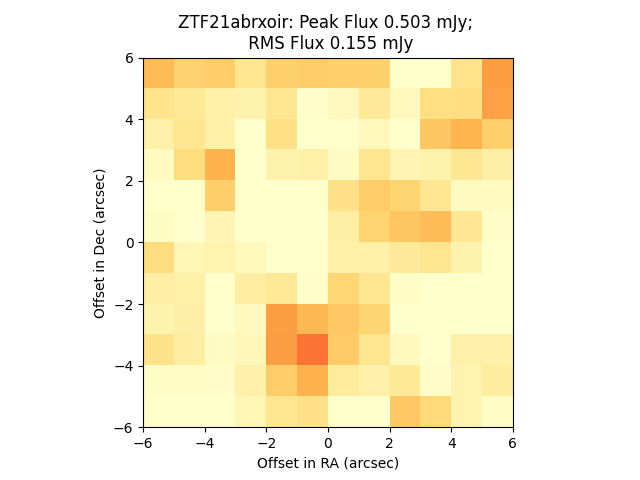 ZTF21abrxoir: Peak Flux 0.503 mJy;
RMS Flux 0.155 mJy
6
4
2
0
−2
−4
−6
Offset in Dec (arcsec)
−6 −4 −2 0 2 4 6
Offset in RA (arcsec)